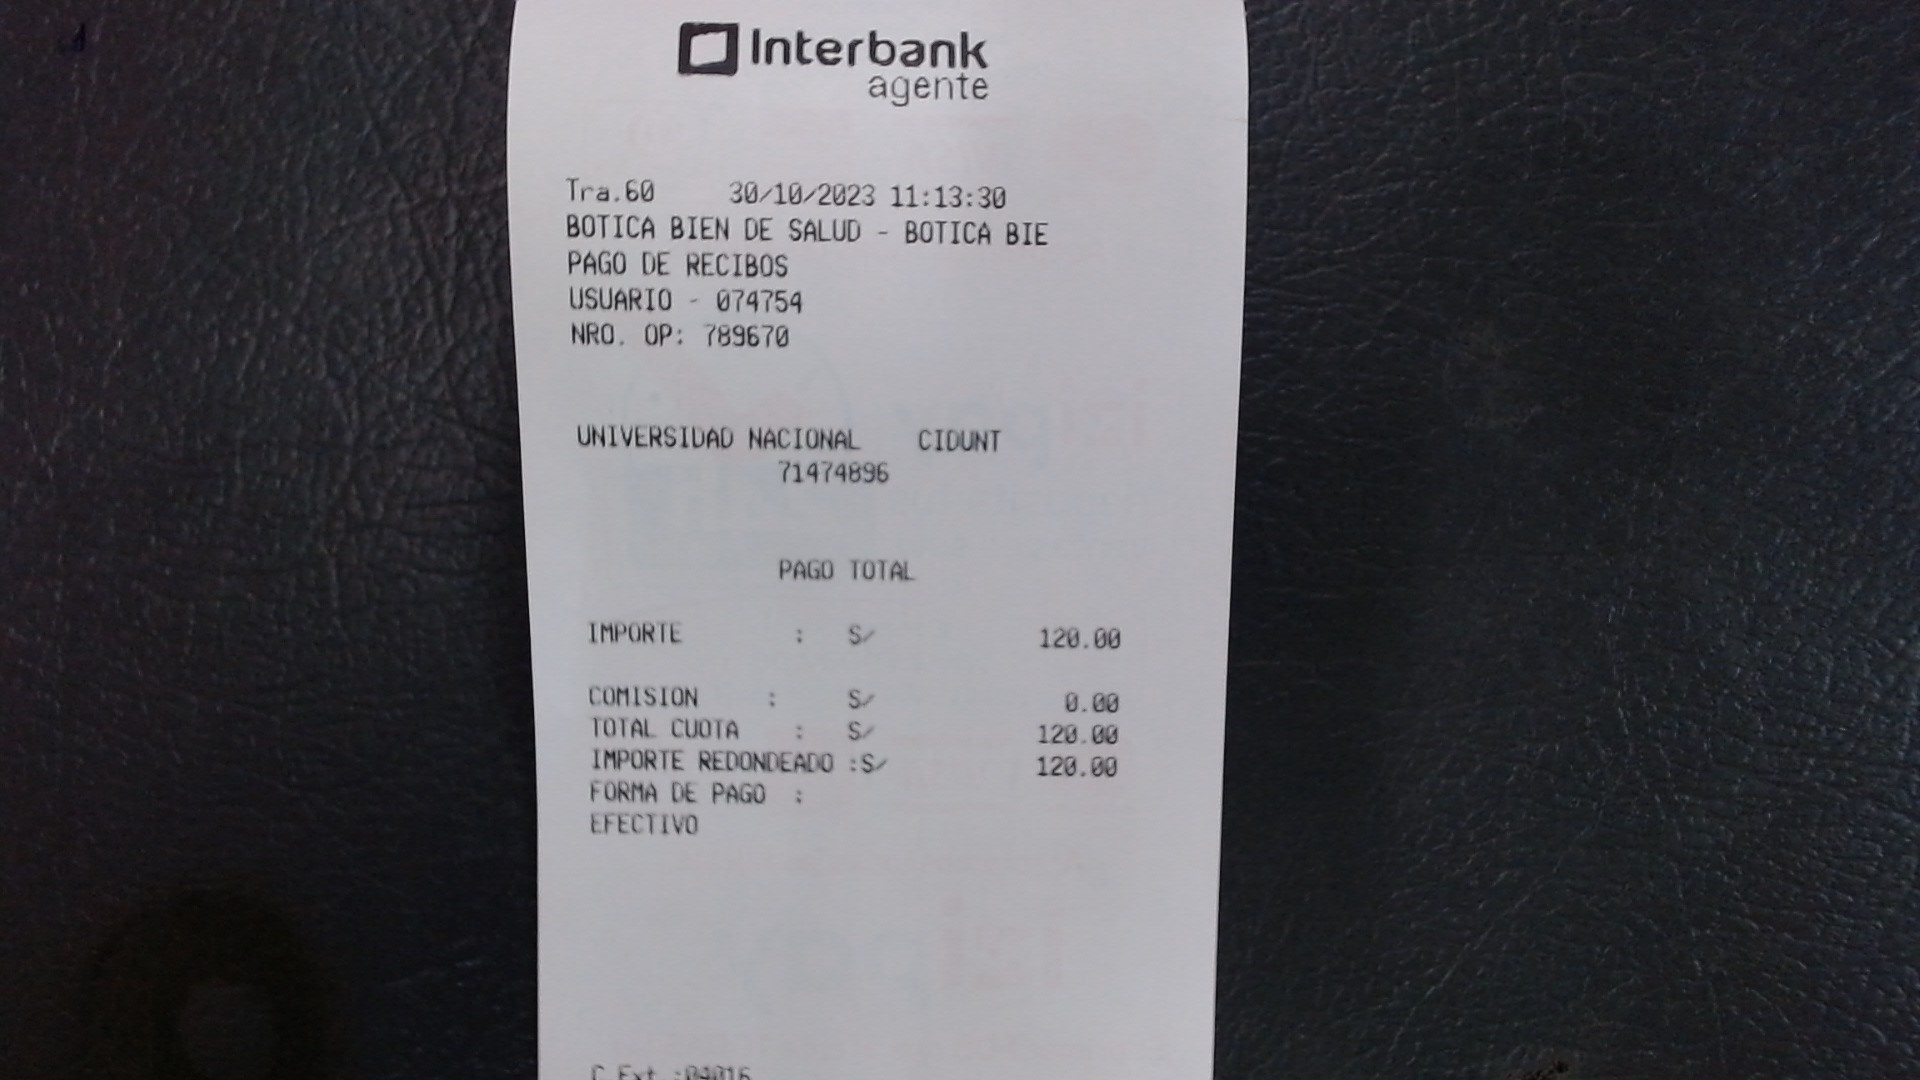 Interbank
agente
Tra.60 30/10/2023 11:13:30
BOTICA BIEN DE SALUD - BOTICA BIE
PAGO DE RECIBOS
USUARIO - 074754
NRO. OP: 789670
UNIVERSIDAD NACIONAL CIDUNT
71474896
PAGO TOTAL
IMPORTE : S/ 120.00
COMISION : S/ 0.00
TOTAL CUOTA : S/ 120.00
IMPORTE REDONDEADO :S/ 120.00
FORMA DE PAGO :
EFECTIVO
C.Ext.:04016